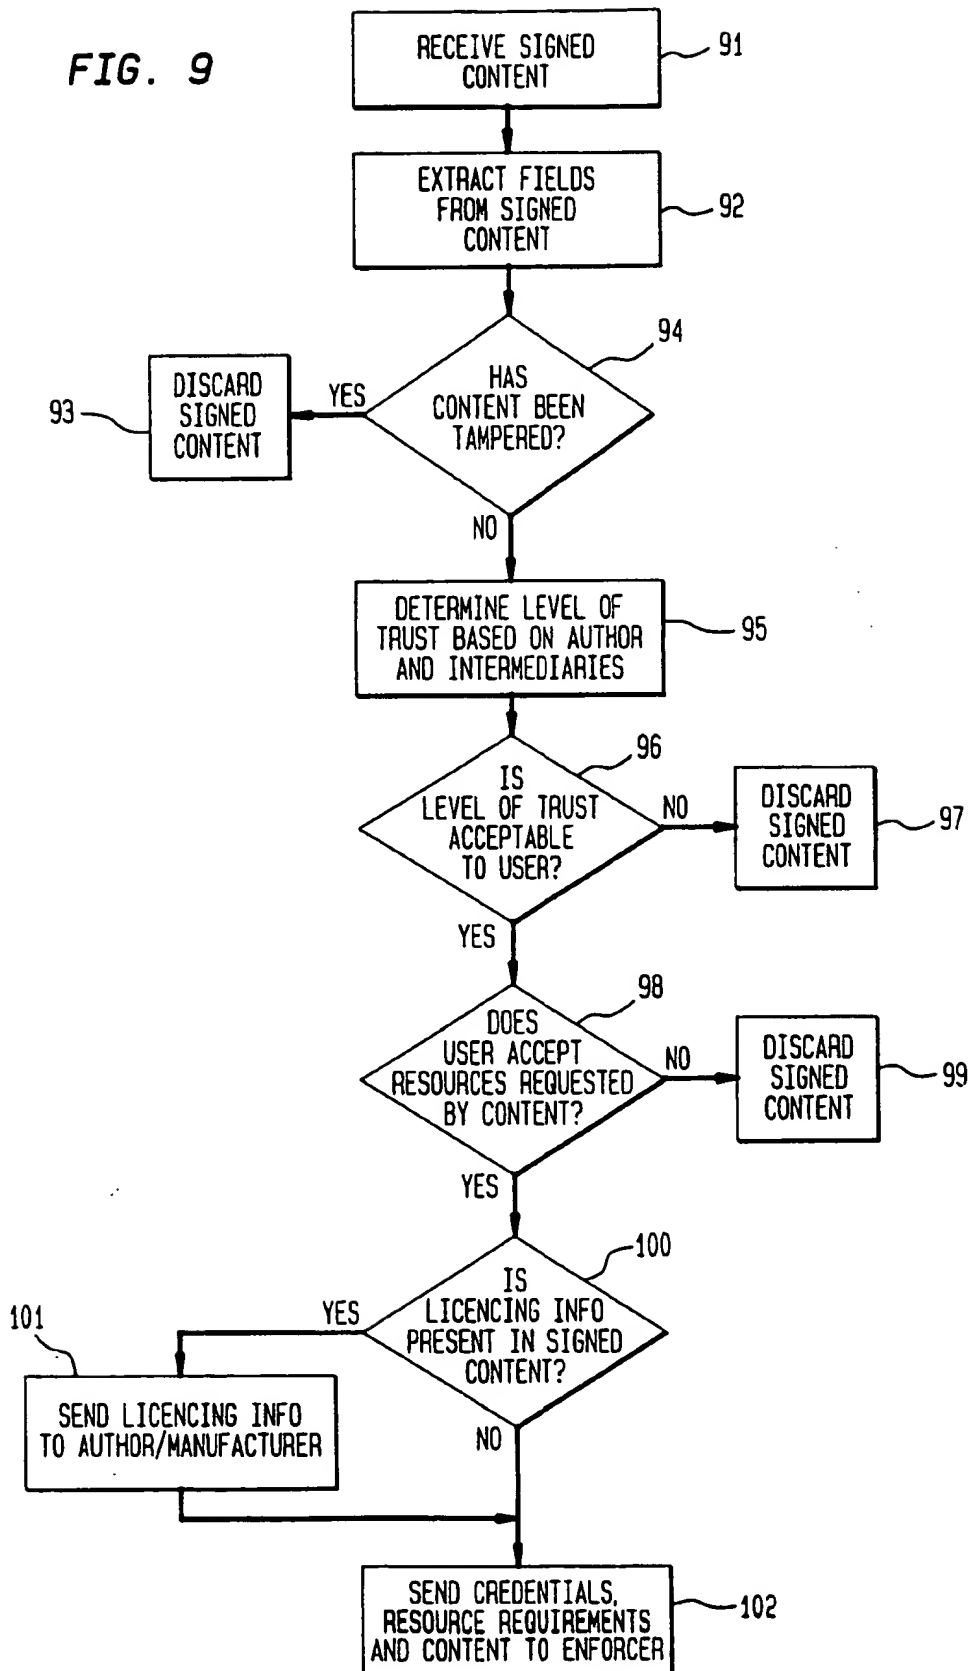 FIG. 9
RECEIVE SIGNED
CONTENT
91
EXTRACT FIELDS
FROM SIGNED
CONTENT
92
94
HAS
CONTENT BEEN
TAMPERED?
YES
DISCARD
SIGNED
CONTENT
93
NO
DETERMINE LEVEL OF
TRUST BASED ON AUTHOR
AND INTERMEDIARIES
95
96
IS
LEVEL OF TRUST
ACCEPTABLE
TO USER?
NO
DISCARD
SIGNED
CONTENT
97
YES
98
DOES
USER ACCEPT
RESOURCES REQUESTED
BY CONTENT?
NO
DISCARD
SIGNED
CONTENT
99
YES
100
IS
LICENCING INFO
PRESENT IN SIGNED
CONTENT?
YES
101
SEND LICENCING INFO
TO AUTHOR/MANUFACTURER
NO
SEND CREDENTIALS,
RESOURCE REQUIREMENTS
AND CONTENT TO ENFORCER
102